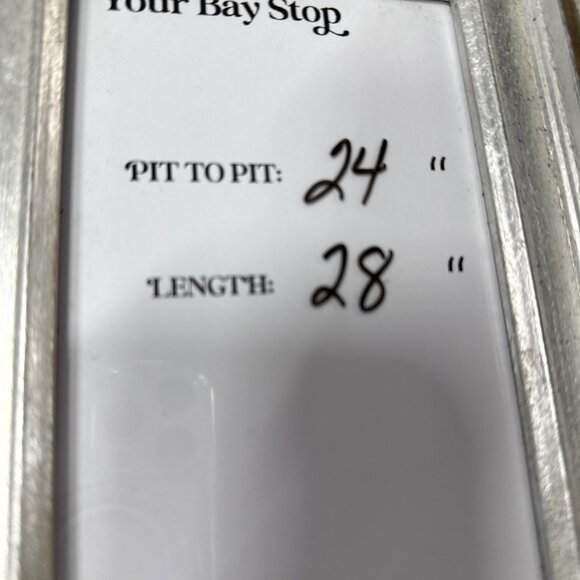 Your Bay Stop
PIT TO PIT: 24 "
LENGTH: 28 "